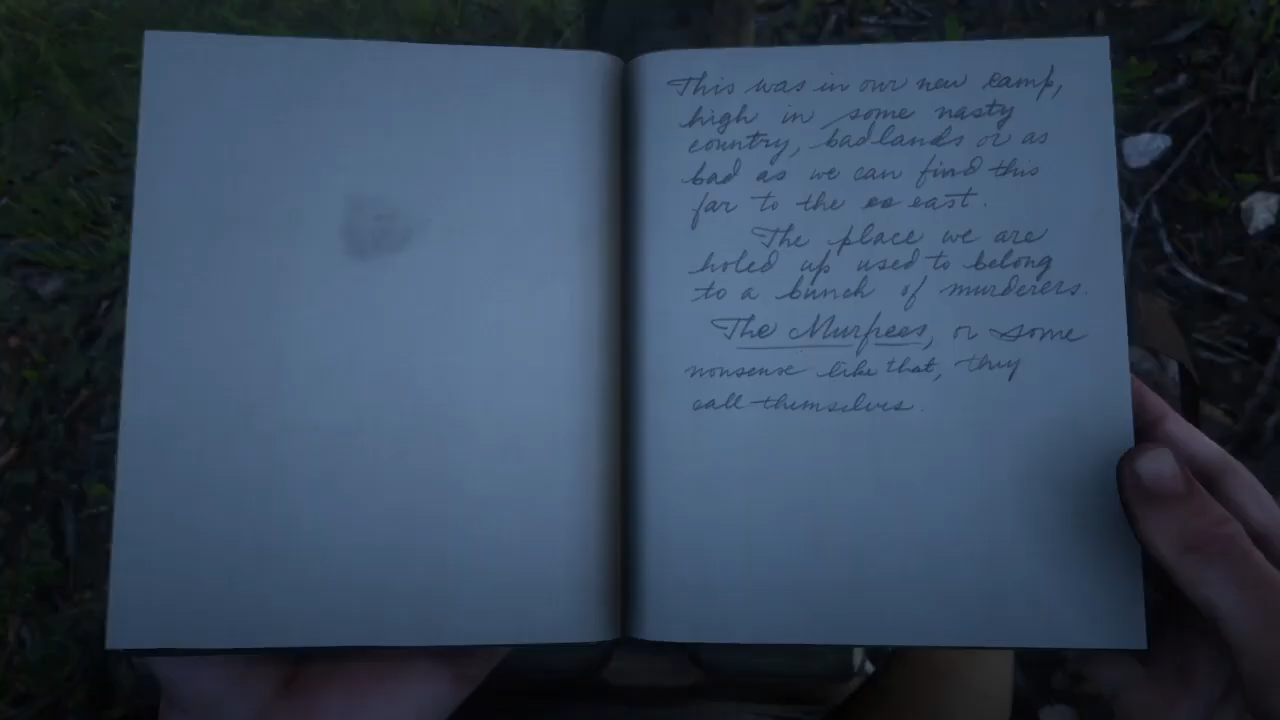 This was in our new camp,
high in some nasty
country, badlands or as
bad as we can find this
far to the ea east.
The place we are
holed up used to belong
to a bunch of murderers.
The Murfrees, or some
nonsense like that, they
call themselves.